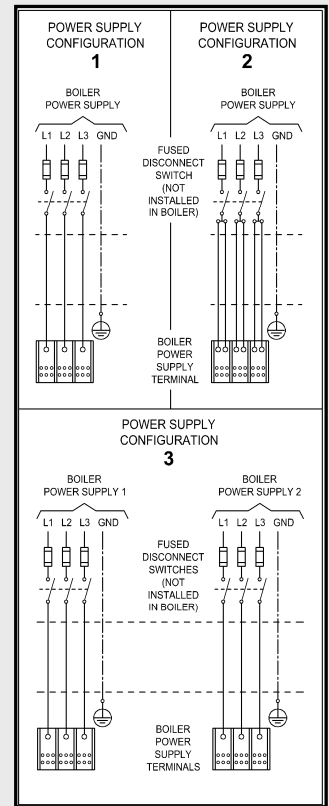 POWER SUPPLY
CONFIGURATION
1
BOILER
POWER SUPPLY
L1 L2 L3 GND
POWER SUPPLY
CONFIGURATION
2
BOILER
POWER SUPPLY
L1 L2 L3 GND
FUSED
DISCONNECT
SWITCH
(NOT
INSTALLED
IN BOILER)
BOILER
POWER
SUPPLY
TERMINAL
POWER SUPPLY
CONFIGURATION
3
BOILER
POWER SUPPLY 1
L1 L2 L3 GND
BOILER
POWER SUPPLY 2
L1 L2 L3 GND
FUSED
DISCONNECT
SWITCHES
(NOT
INSTALLED
IN BOILER)
BOILER
POWER
SUPPLY
TERMINALS